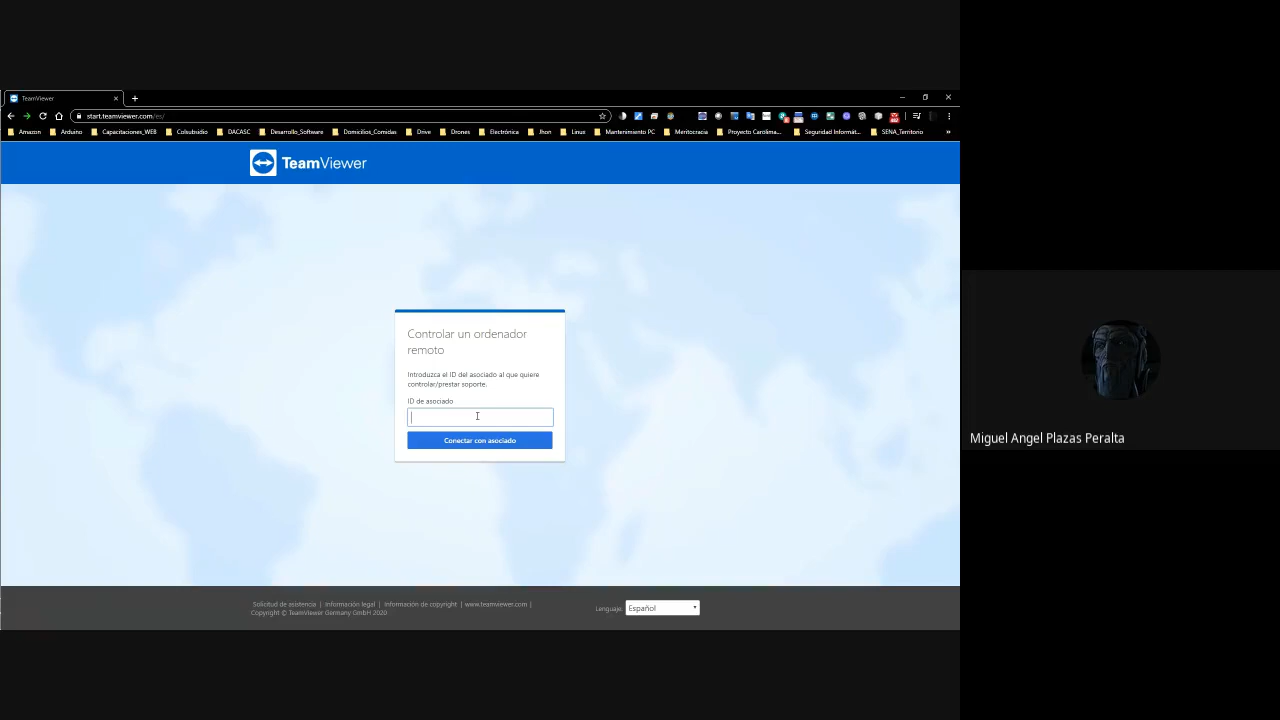 TeamViewer
start.teamviewer.com/es/
Amazon Arduino Capacitaciones_WEB Colsubsidio DACASC Desarrollo_Software Domicilios_Comidas Drive Drones Electrónica Jhon Linux Mantenimiento PC Meritocracia Proyecto Carolima... Seguridad Informát... SENA_Territorio »
TeamViewer
Controlar un ordenador
remoto
Introduzca el ID del asociado al que quiere
controlar/prestar soporte.
ID de asociado
Conectar con asociado
Miguel Angel Plazas Peralta
Solicitud de asistencia | Información legal | Información de copyright | www.teamviewer.com |
Copyright © TeamViewer Germany GmbH 2020
Lenguaje: Español